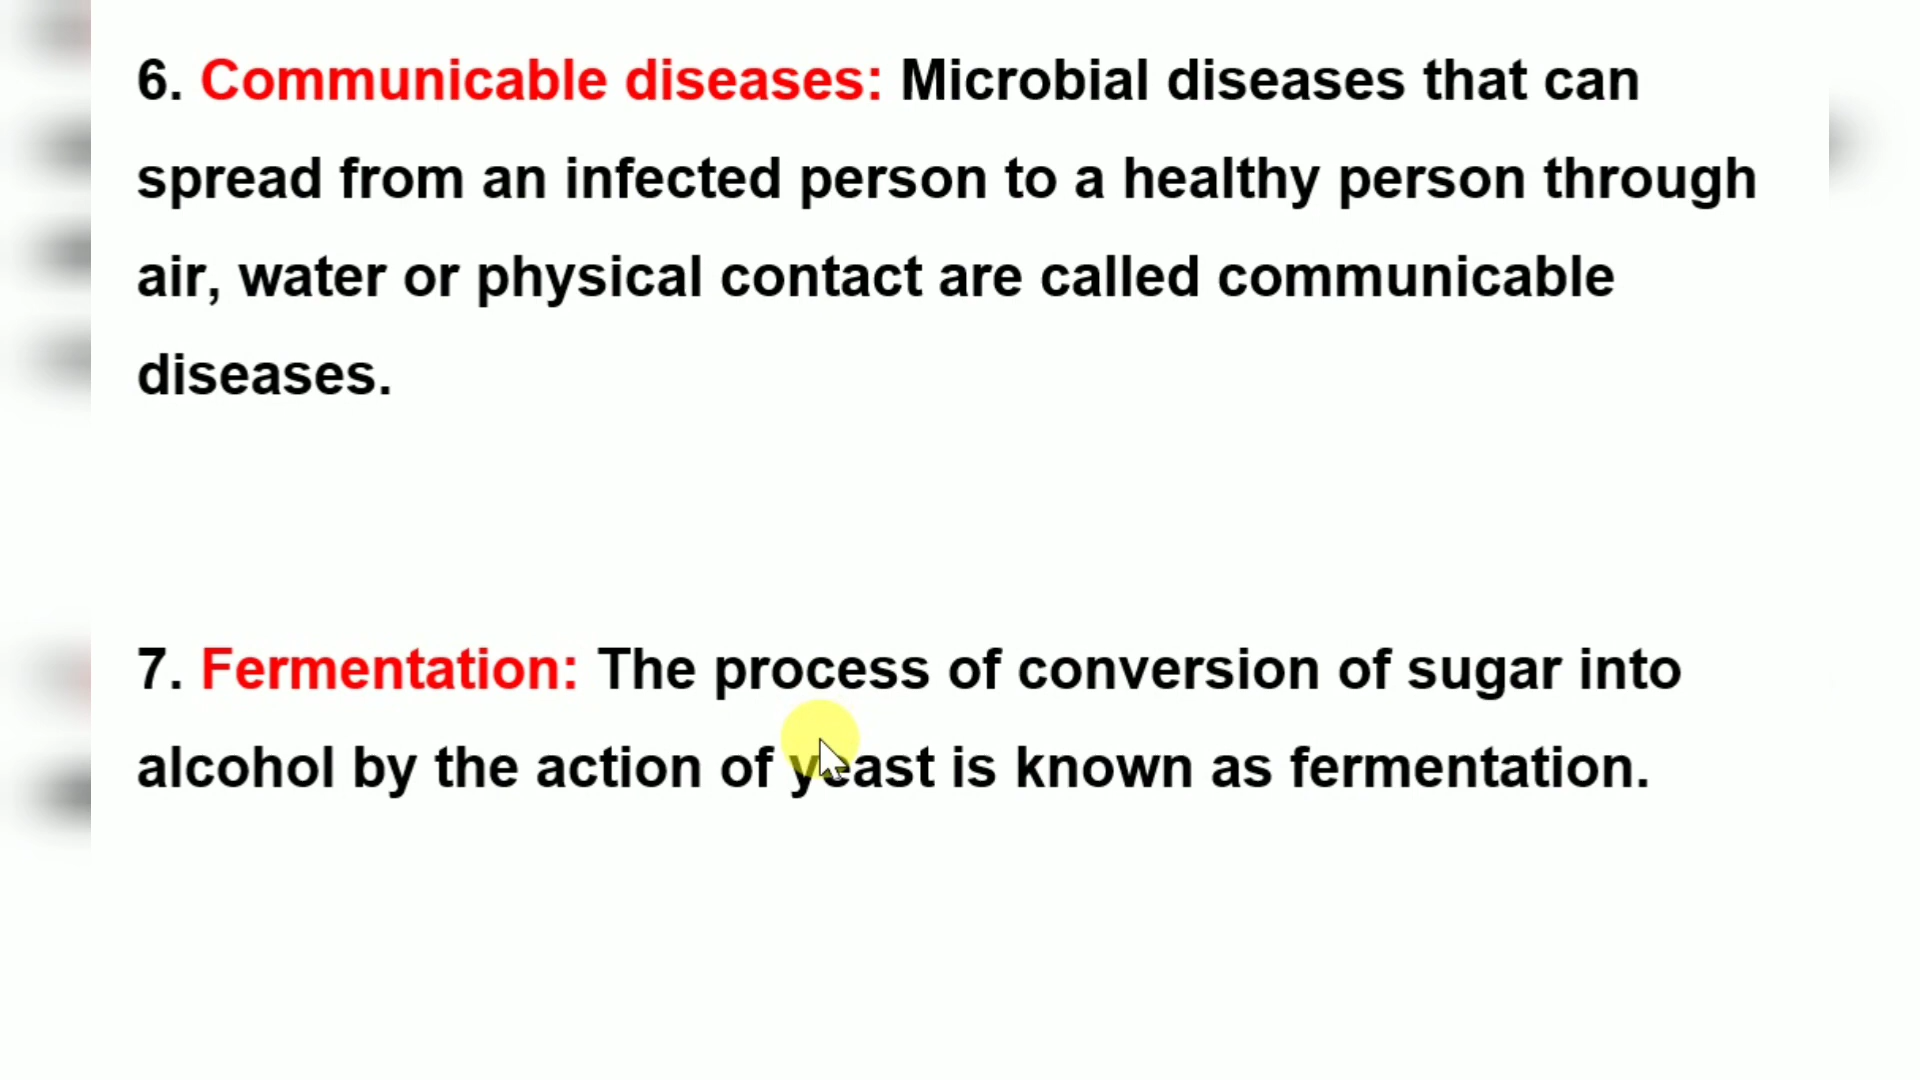 6. Communicable diseases: Microbial diseases that can
spread from an infected person to a healthy person through
air, water or physical contact are called communicable
diseases.
7. Fermentation: The process of conversion of sugar into
alcohol by the action of yeast is known as fermentation.